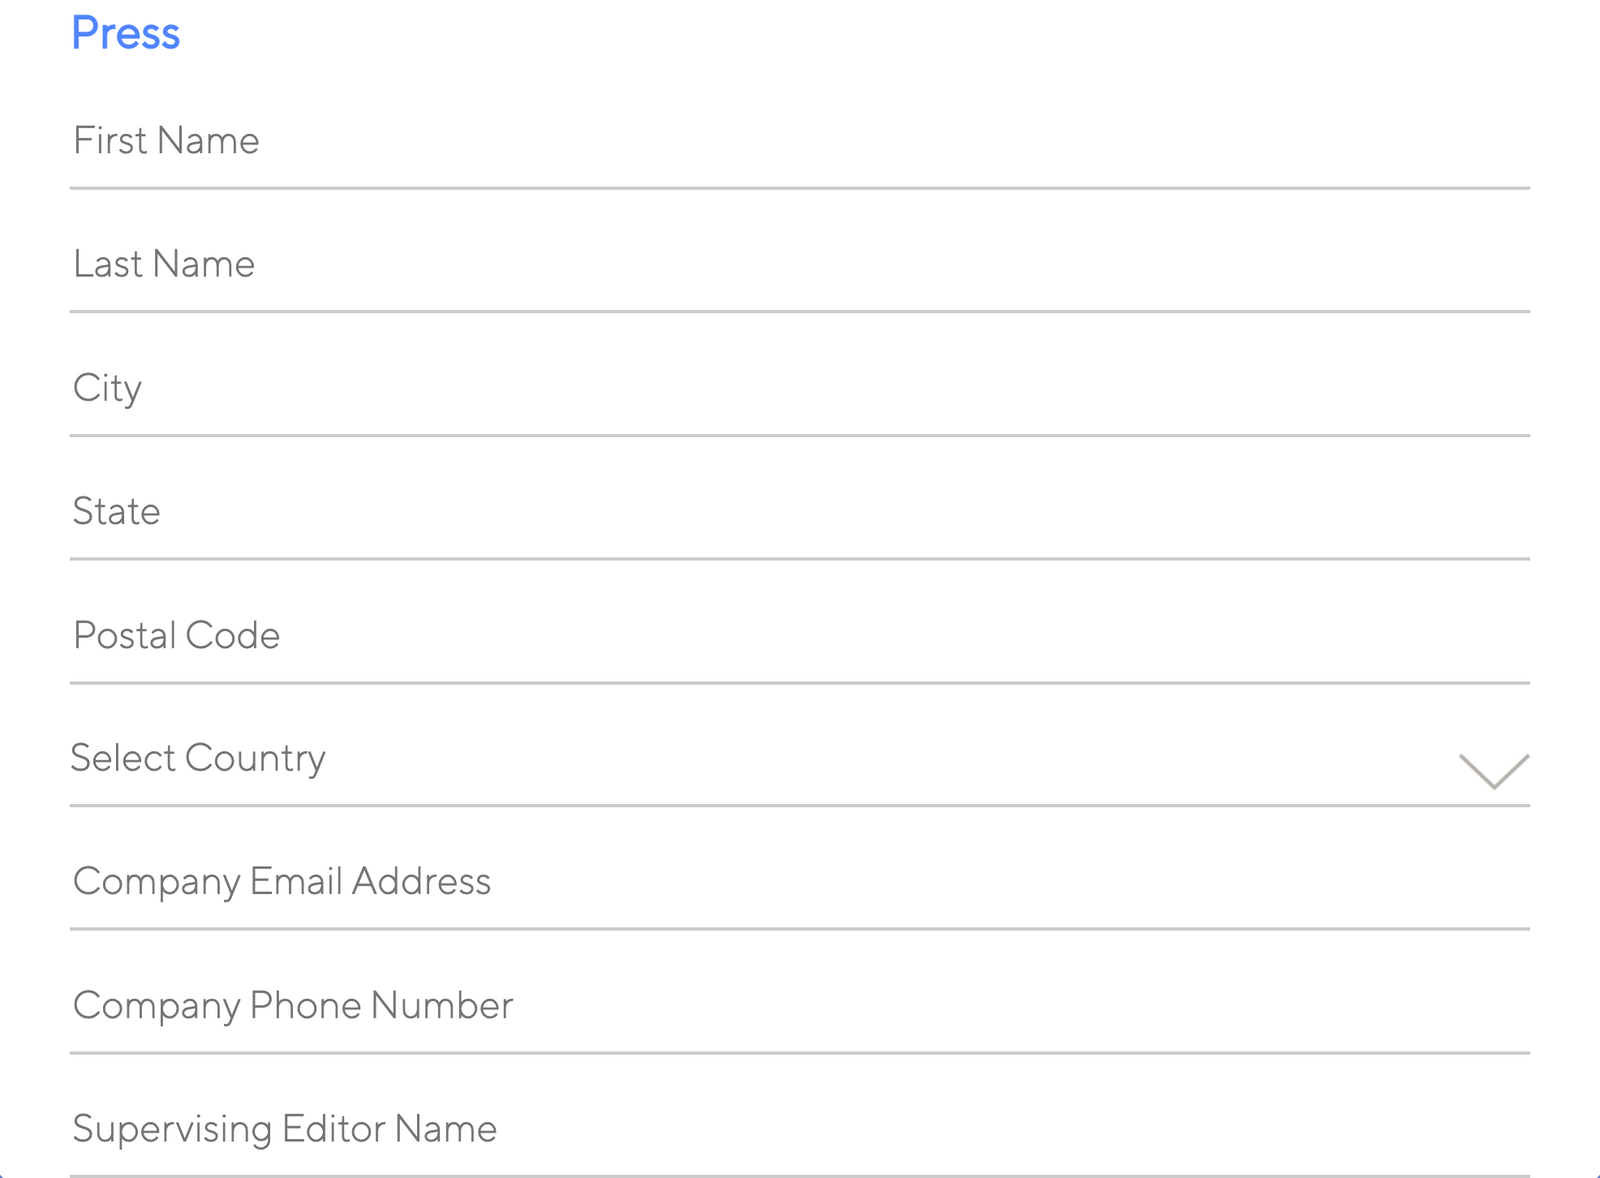 Press
First Name
Last Name
City
State
Postal Code
Select Country
Company Email Address
Company Phone Number
Supervising Editor Name